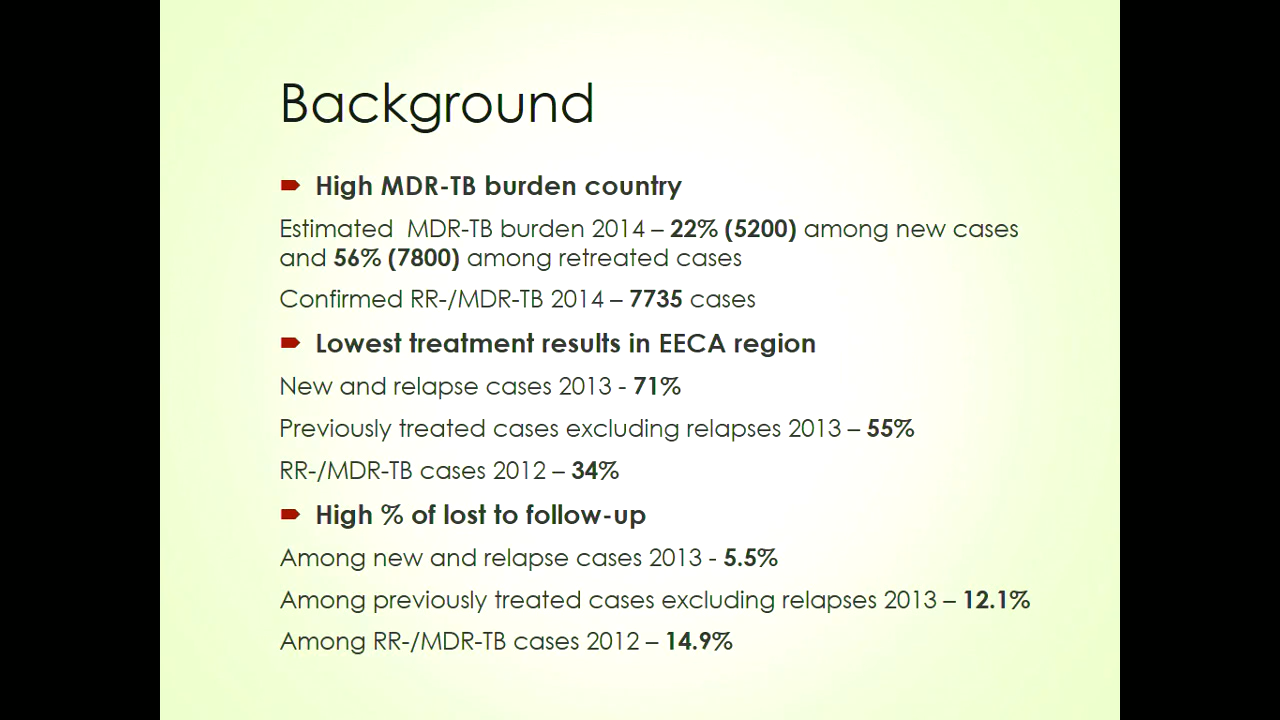 Background
High MDR-TB burden country
Estimated MDR-TB burden 2014 – 22% (5200) among new cases
and 56% (7800) among retreated cases
Confirmed RR-/MDR-TB 2014 – 7735 cases
Lowest treatment results in EECA region
New and relapse cases 2013 - 71%
Previously treated cases excluding relapses 2013 – 55%
RR-/MDR-TB cases 2012 – 34%
High % of lost to follow-up
Among new and relapse cases 2013 - 5.5%
Among previously treated cases excluding relapses 2013 – 12.1%
Among RR-/MDR-TB cases 2012 – 14.9%